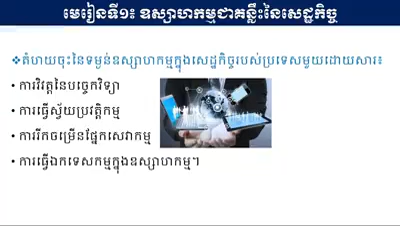 មេរៀនទី១៖ ឧស្សាហកម្មជាគន្លឹះនៃសេដ្ឋកិច្ច
❖តំហយចុះនៃទម្ងន់ឧស្សាហកម្មក្នុងសេដ្ឋកិច្ចរបស់ប្រទេសមួយដោយសារ៖
• ការវិវត្តនៃបច្ចេកវិទ្យា
• ការធ្វើស្វ័យប្រវត្តិកម្ម
• ការរីកចម្រើនផ្នែកសេវាកម្ម
• ការធ្វើឯកទេសកម្មក្នុងឧស្សាហកម្ម។